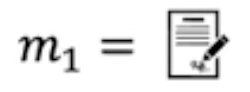 m₁ =